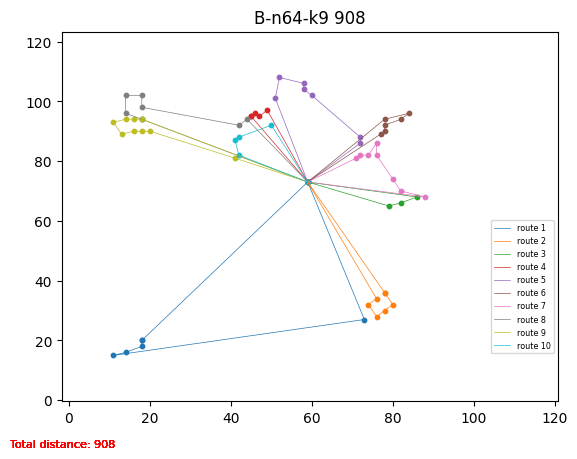 B-n64-k9 908
120
100
80
60
40
20
0
0 20 40 60 80 100 120
route 1
route 2
route 3
route 4
route 5
route 6
route 7
route 8
route 9
route 10
Total distance: 908